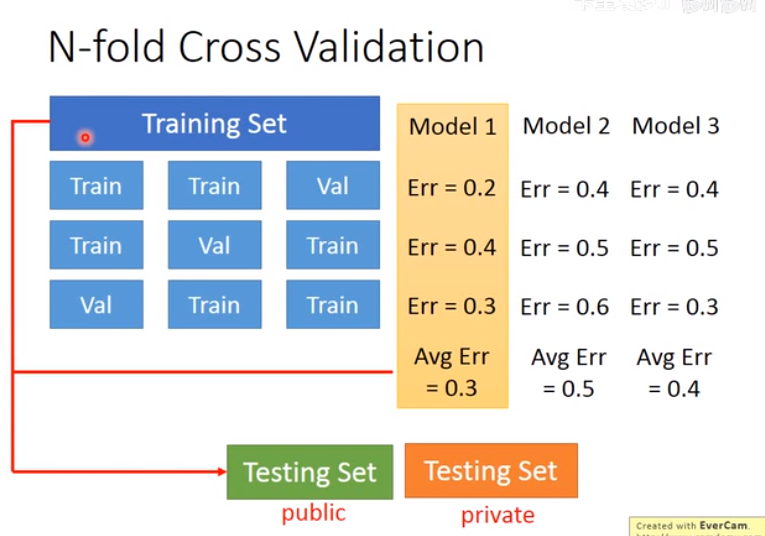 N-fold Cross Validation
Training Set
Model 1 Model 2 Model 3
Train Train Val Err = 0.2 Err = 0.4 Err = 0.4
Train Val Train Err = 0.4 Err = 0.5 Err = 0.5
Val Train Train Err = 0.3 Err = 0.6 Err = 0.3
Avg Err Avg Err Avg Err
= 0.3 = 0.5 = 0.4
Testing Set Testing Set
public private
Created with EverCam.